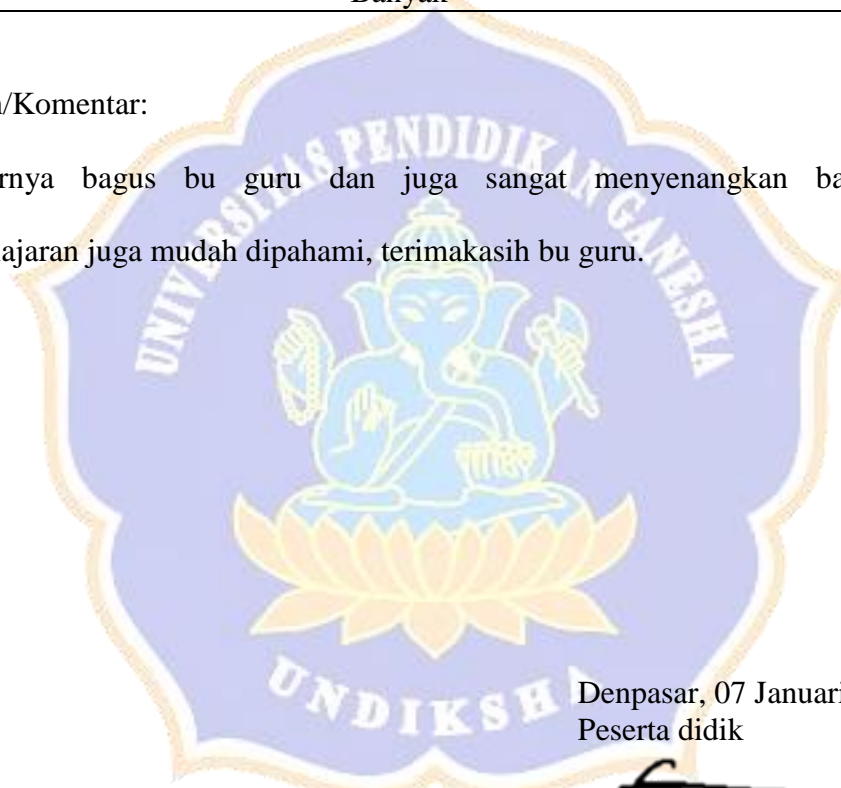 Banyak
/Komentar:
rnya bagus bu guru dan juga sangat menyenangkan ba
ajaran juga mudah dipahami, terimakasih bu guru.
UNIVERSITAS PENDIDIKAN GANESHA
UNDIKSHA
Denpasar, 07 Januari
Peserta didik